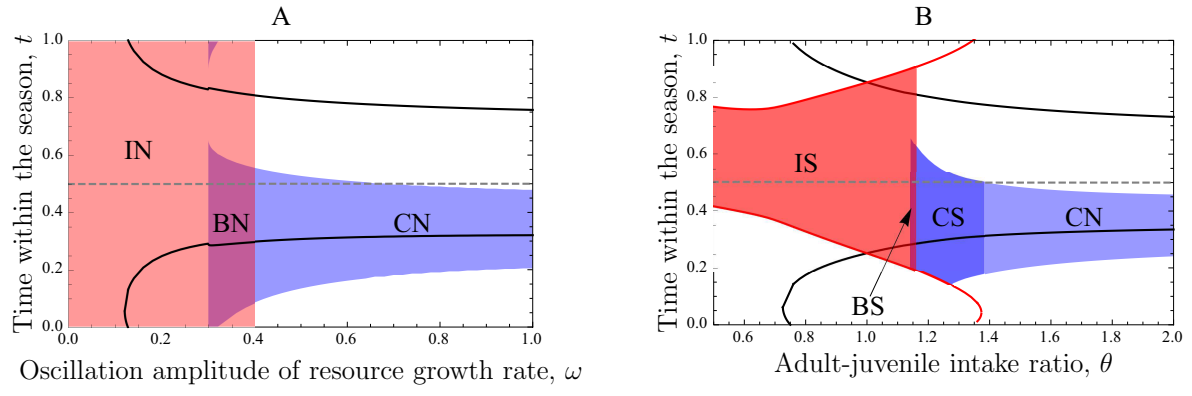 A
Time within the season, t
1.0
0.8
0.6
0.4
0.2
0.0
IN
BN
CN
0.0 0.2 0.4 0.6 0.8 1.0
Oscillation amplitude of resource growth rate, ω
B
Time within the season, t
1.0
0.8
0.6
0.4
0.2
0.0
IS
CS
CN
BS
0.6 0.8 1.0 1.2 1.4 1.6 1.8 2.0
Adult-juvenile intake ratio, θ